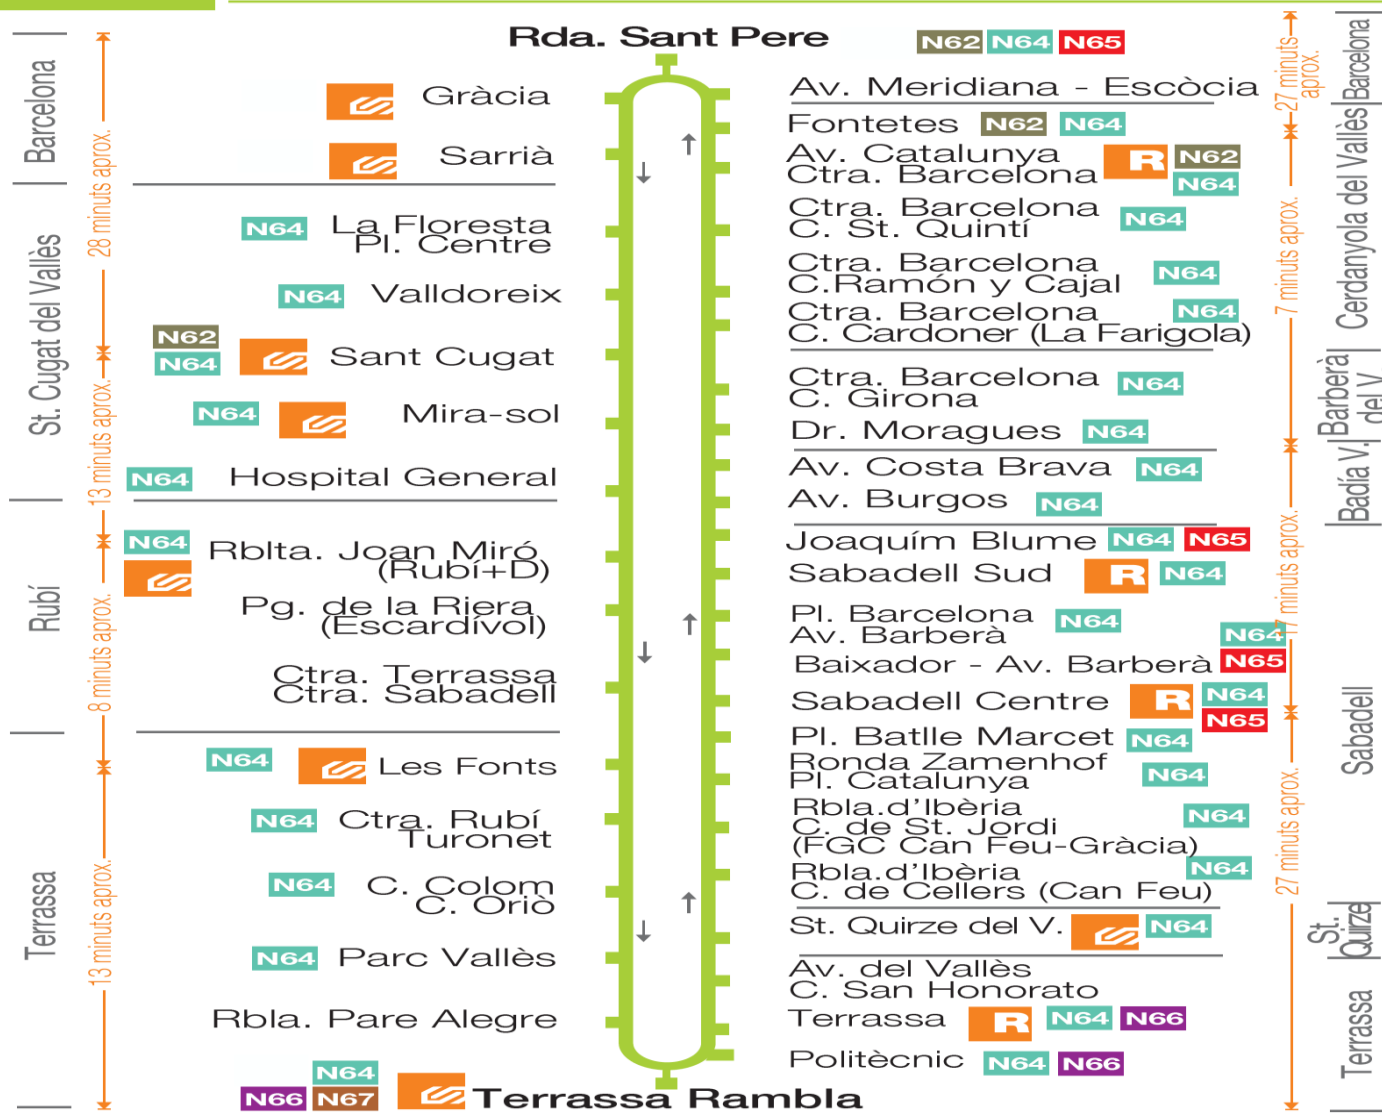 Rda. Sant Pere N62 N64 N65
Gràcia
Sarrià
N64 La Floresta
Pl. Centre
N64 Valldoreix
N62
N64 Sant Cugat
N64 Mira-sol
N64 Hospital General
N64 Rblta. Joan Miró
(Rubí+D)
Pg. de la Riera
(Escardívol)
Ctra. Terrassa
Ctra. Sabadell
N64 Les Fonts
N64 Ctra. Rubí
Turonet
N64 C. Colom
C. Oriò
N64 Parc Vallès
Rbla. Pare Alegre
N64
N66 N67 Terrassa Rambla
Barcelona
St. Cugat del Vallès
Rubí
Terrassa
28 minuts aprox.
13 minuts aprox.
8 minuts aprox.
13 minuts aprox.
Av. Meridiana - Escòcia
Fontetes N62 N64
Av. Catalunya R N62
Ctra. Barcelona N64
Ctra. Barcelona
C. St. Quintí N64
Ctra. Barcelona
C.Ramón y Cajal N64
Ctra. Barcelona N64
C. Cardoner (La Farigola)
Ctra. Barcelona
C. Girona N64
Dr. Moragues N64
Av. Costa Brava N64
Av. Burgos N64
Joaquím Blume N64 N65
Sabadell Sud R N64
Pl. Barcelona
Av. Barberà N64
N64
Baixador - Av. Barberà N65
Sabadell Centre R N64
N65
Pl. Batlle Marcet N64
Ronda Zamenhof
Pl. Catalunya N64
Rbla.d'Ibèria
C. de St. Jordi N64
(FGC Can Feu-Gràcia)
Rbla.d'Ibèria N64
C. de Cellers (Can Feu)
St. Quirze del V. N64
Av. del Vallès
C. San Honorato
Terrassa R N64 N66
Politècnic N64 N66
27 minuts
aprox.
7 minuts aprox.
17 minuts aprox.
27 minuts aprox.
Barcelona
Cerdanyola del Vallès
Barberà
del V.
Badía V.
Sabadell
St.
Quirze
Terrassa